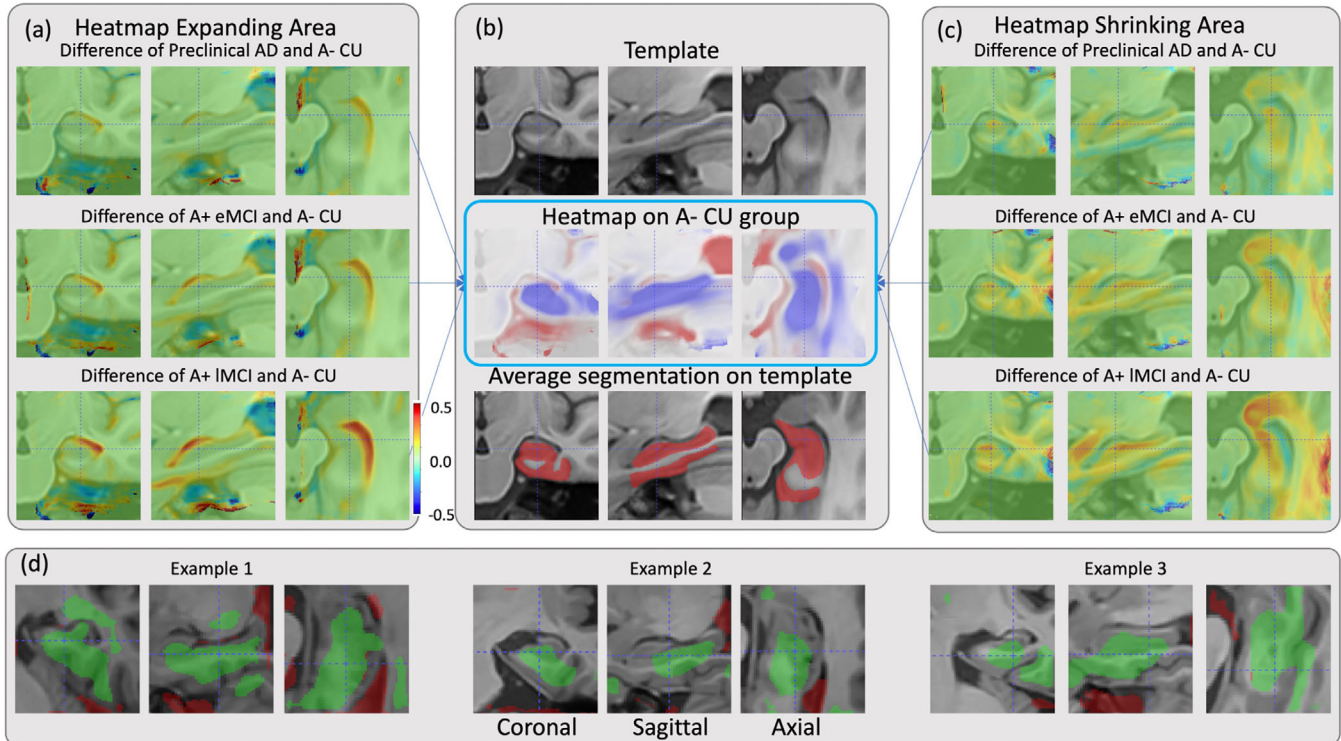 (a)
Heatmap Expanding Area
Difference of Preclinical AD and A- CU
Difference of A+ eMCI and A- CU
Difference of A+ lMCI and A- CU
0.5
0.0
-0.5
(b)
Template
Heatmap on A- CU group
Average segmentation on template
(c)
Heatmap Shrinking Area
Difference of Preclinical AD and A- CU
Difference of A+ eMCI and A- CU
Difference of A+ lMCI and A- CU
(d)
Example 1
Example 2
Example 3
Coronal
Sagittal
Axial